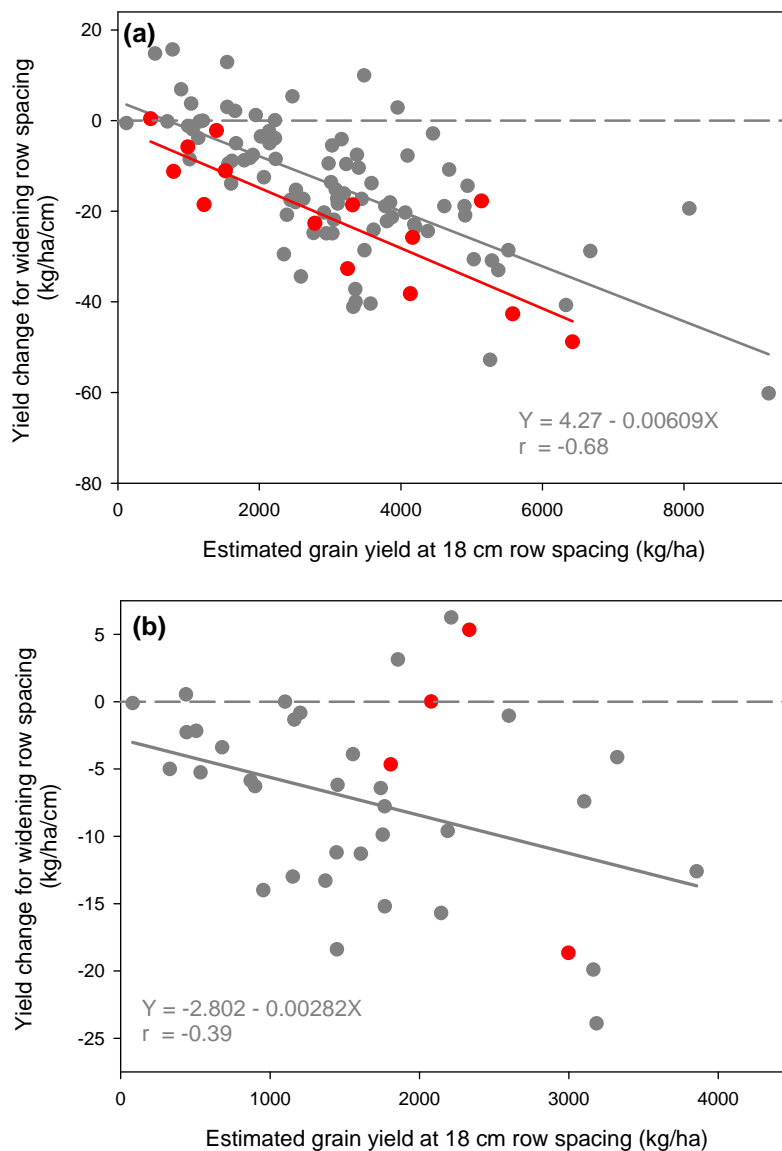 (a)
20
0
-20
-40
-60
-80
Yield change for widening row spacing
(kg/ha/cm)
Y = 4.27 - 0.00609X
r = -0.68
0 2000 4000 6000 8000
Estimated grain yield at 18 cm row spacing (kg/ha)
(b)
5
0
-5
-10
-15
-20
-25
Yield change for widening row spacing
(kg/ha/cm)
Y = -2.802 - 0.00282X
r = -0.39
0 1000 2000 3000 4000
Estimated grain yield at 18 cm row spacing (kg/ha)